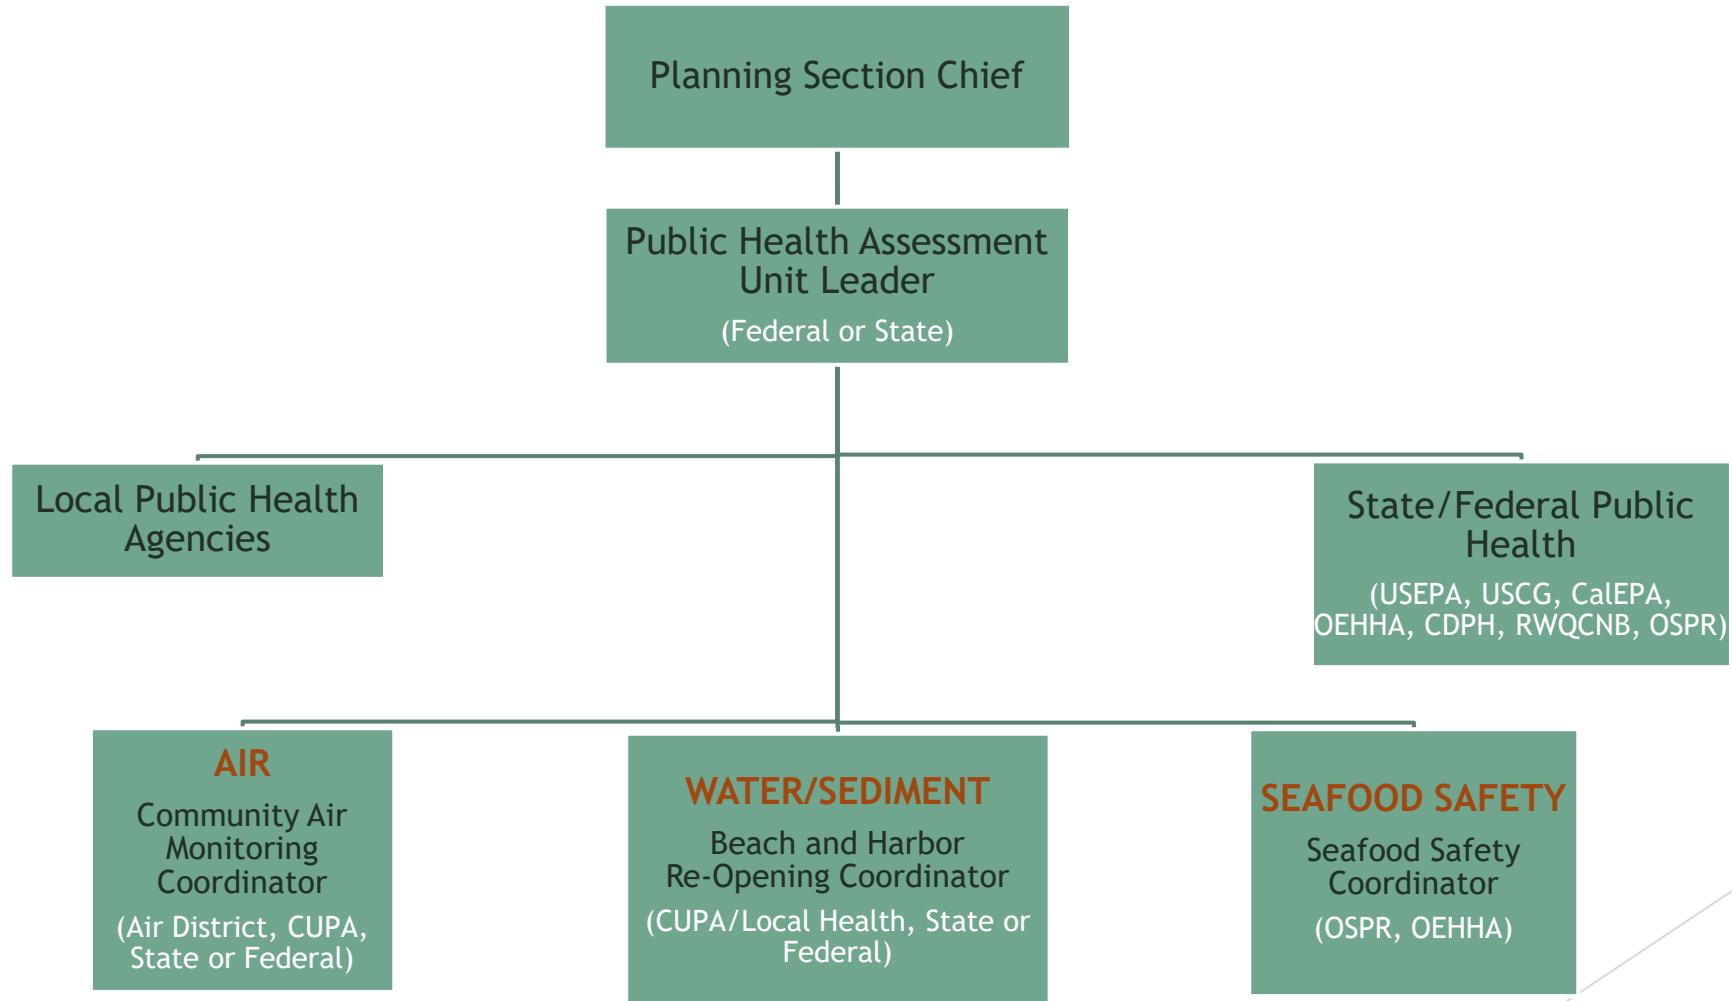 Planning Section Chief
Public Health Assessment
Unit Leader
(Federal or State)
Local Public Health
Agencies
State/Federal Public
Health
(USEPA, USCG, CalEPA,
OEHHA, CDPH, RWQCNB, OSPR)
AIR
Community Air
Monitoring
Coordinator
(Air District, CUPA,
State or Federal)
WATER/SEDIMENT
Beach and Harbor
Re-Opening Coordinator
(CUPA/Local Health, State or
Federal)
SEAFOOD SAFETY
Seafood Safety
Coordinator
(OSPR, OEHHA)